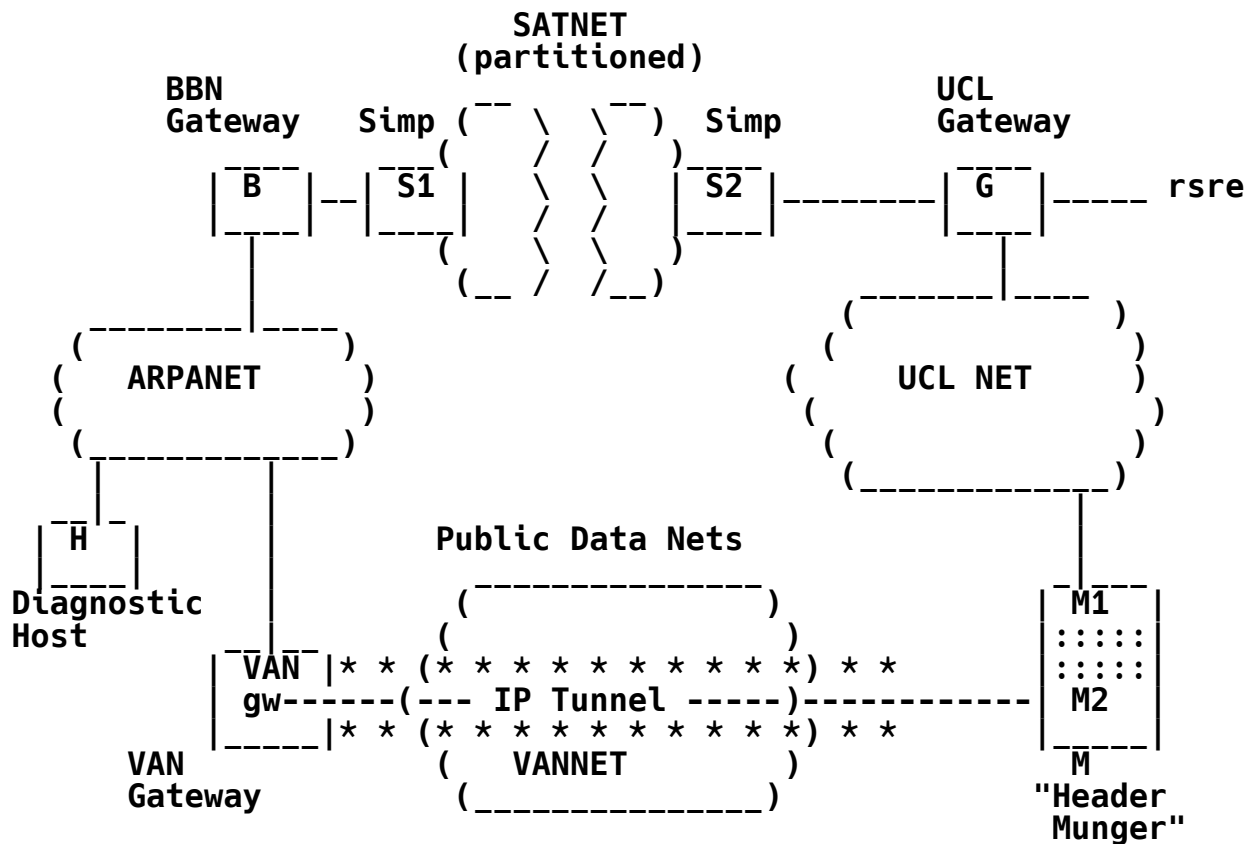 SATNET
(partitioned)
BBN UCL
Gateway Simp Simp Gateway
B S1 S2 G rsre
ARPANET UCL NET
H Public Data Nets
Diagnostic M1
Host
VAN
gw IP Tunnel M2
VAN VANNET M
Gateway "Header
Munger"